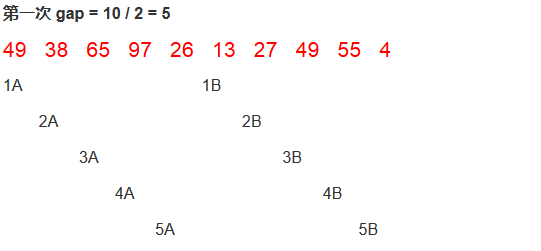 第一次 gap = 10 / 2 = 5
49 38 65 97 26 13 27 49 55 4
1A 1B
2A 2B
3A 3B
4A 4B
5A 5B